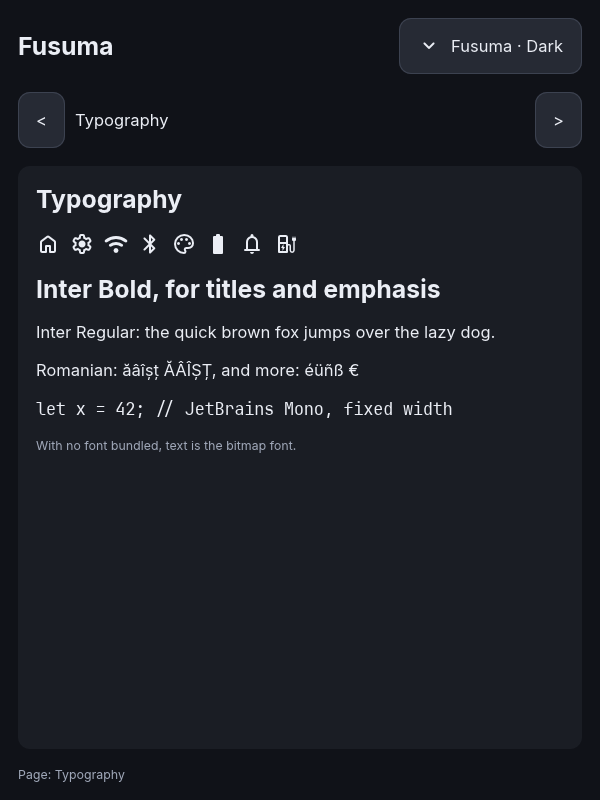 Fusuma
Fusuma · Dark
<
Typography
>
Typography
Inter Bold, for titles and emphasis
Inter Regular: the quick brown fox jumps over the lazy dog.
Romanian: ăâîșț ĂÂÎȘȚ, and more: éüñß €
let x = 42; // JetBrains Mono, fixed width
With no font bundled, text is the bitmap font.
Page: Typography